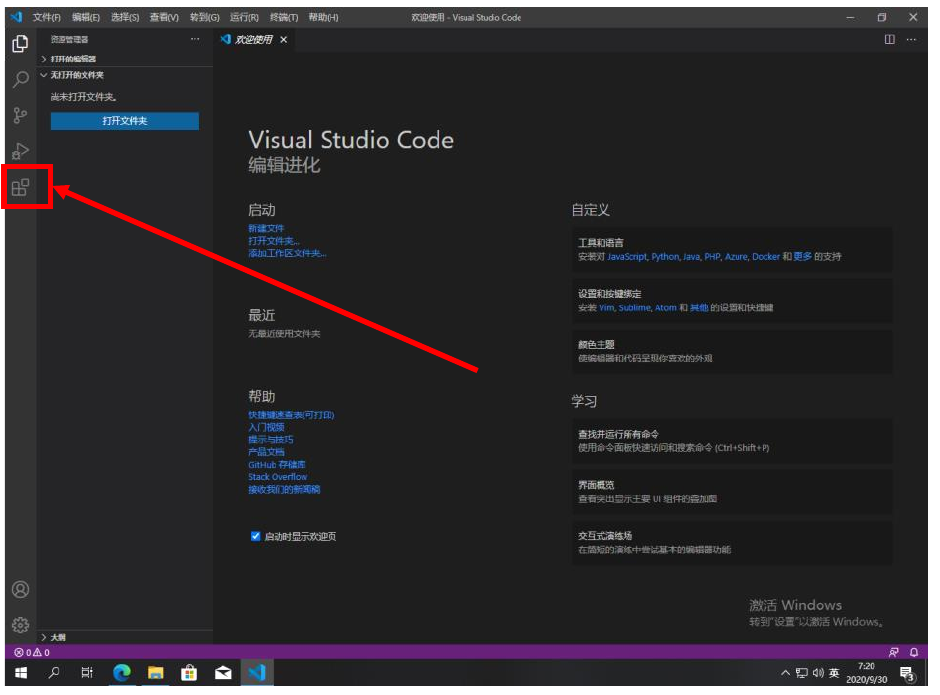 文件(F) 编辑(E) 选择(S) 查看(V) 转到(G) 运行(R) 终端(T) 帮助(H) 欢迎使用 - Visual Studio Code
资源管理器
欢迎使用
打开的编辑器
无打开的文件夹
尚未打开文件夹。
打开文件夹
Visual Studio Code
编辑进化
启动
新建文件
打开文件夹...
添加工作区文件夹...
最近
无最近使用文件夹
帮助
快捷键速查表(可打印)
入门视频
提示与技巧
产品文档
GitHub 存储库
Stack Overflow
接收我们的新闻稿
启动时显示欢迎页
自定义
工具和语言
安装对 JavaScript, Python, Java, PHP, Azure, Docker 和 更多 的支持
设置和按键绑定
安装 Vim, Sublime, Atom 和 其他 的设置和快捷键
颜色主题
使编辑器和代码呈现你喜欢的外观
学习
查找并运行所有命令
使用命令面板快速访问和搜索命令 (Ctrl+Shift+P)
界面概览
查看突出显示主要 UI 组件的叠加图
交互式演练场
在简短的演练中尝试基本的编辑器功能
激活 Windows
转到"设置"以激活 Windows。
大纲
0 0
英
7:20
2020/9/30
3